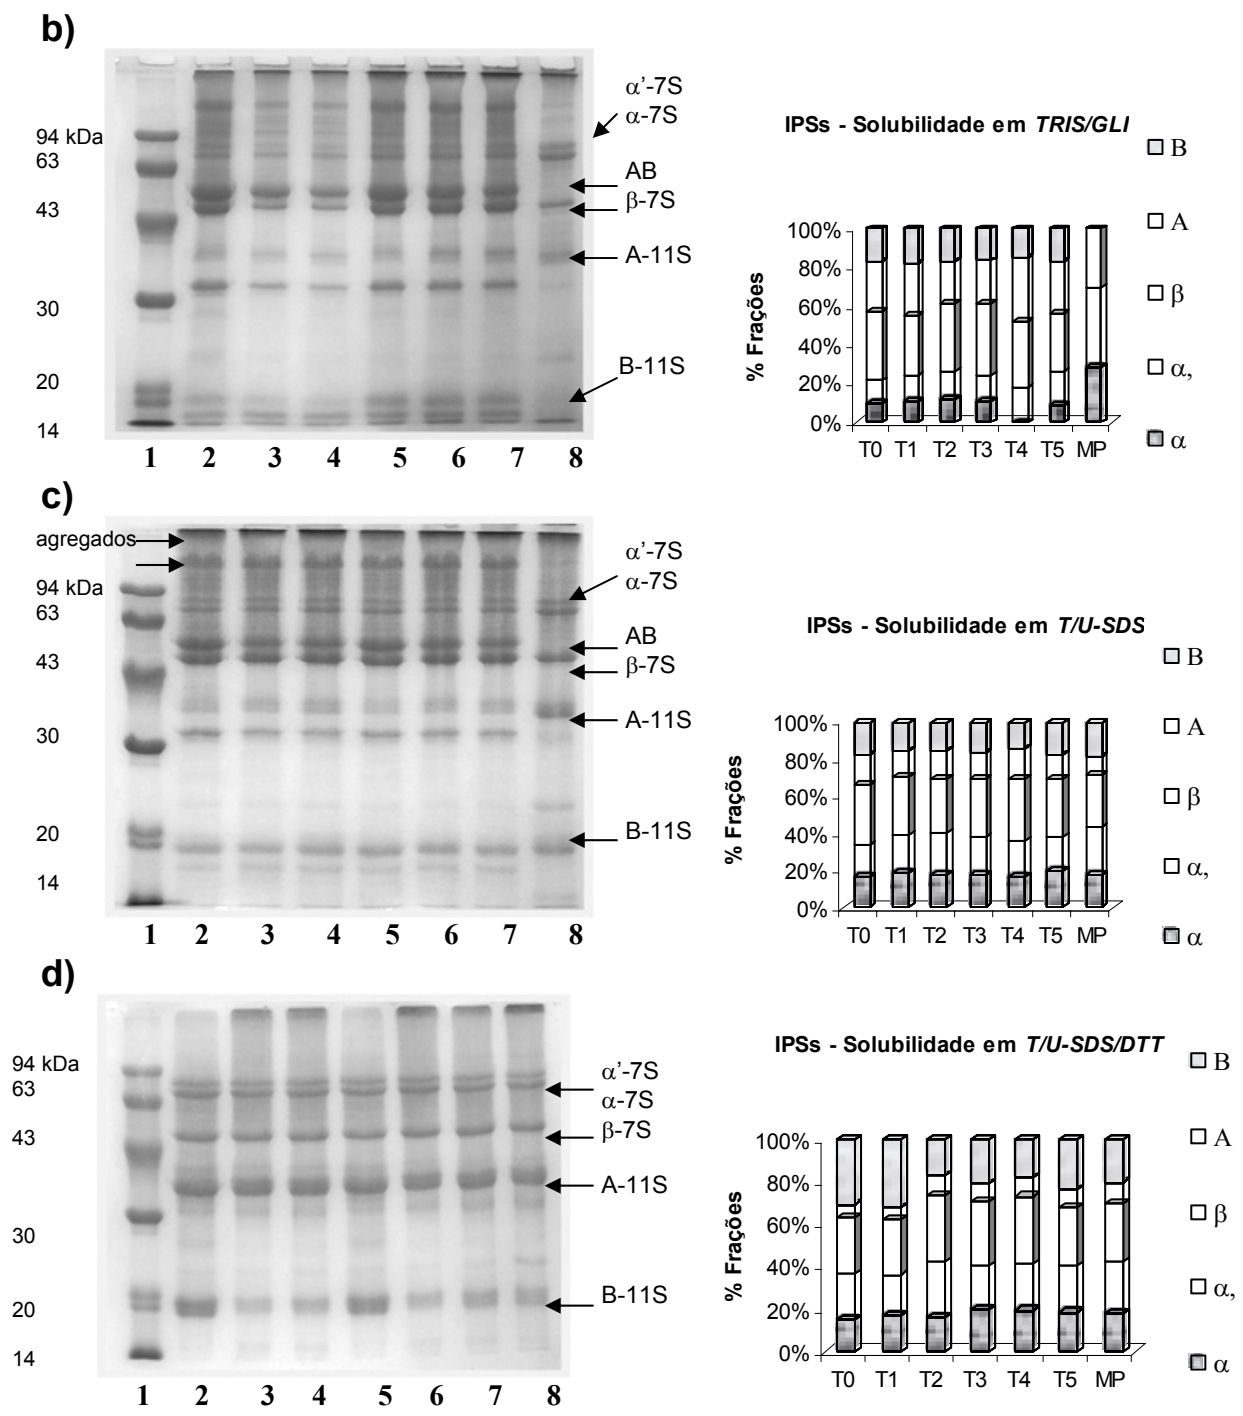 b)
94 kDa
63
43
30
20
14
α’-7S
α-7S
AB
β-7S
A-11S
B-11S
1 2 3 4 5 6 7 8
IPSs - Solubilidade em TRIS/GLI
% Frações
100%
80%
60%
40%
20%
0%
T0 T1 T2 T3 T4 T5 MP
B
A
β
α,
α
c)
agregados
94 kDa
63
43
30
20
14
α’-7S
α-7S
AB
β-7S
A-11S
B-11S
1 2 3 4 5 6 7 8
IPSs - Solubilidade em T/U-SDS
% Frações
100%
80%
60%
40%
20%
0%
T0 T1 T2 T3 T4 T5 MP
B
A
β
α,
α
d)
94 kDa
63
43
30
20
14
α’-7S
α-7S
β-7S
A-11S
B-11S
1 2 3 4 5 6 7 8
IPSs - Solubilidade em T/U-SDS/DTT
% Frações
100%
80%
60%
40%
20%
0%
T0 T1 T2 T3 T4 T5 MP
B
A
β
α,
α